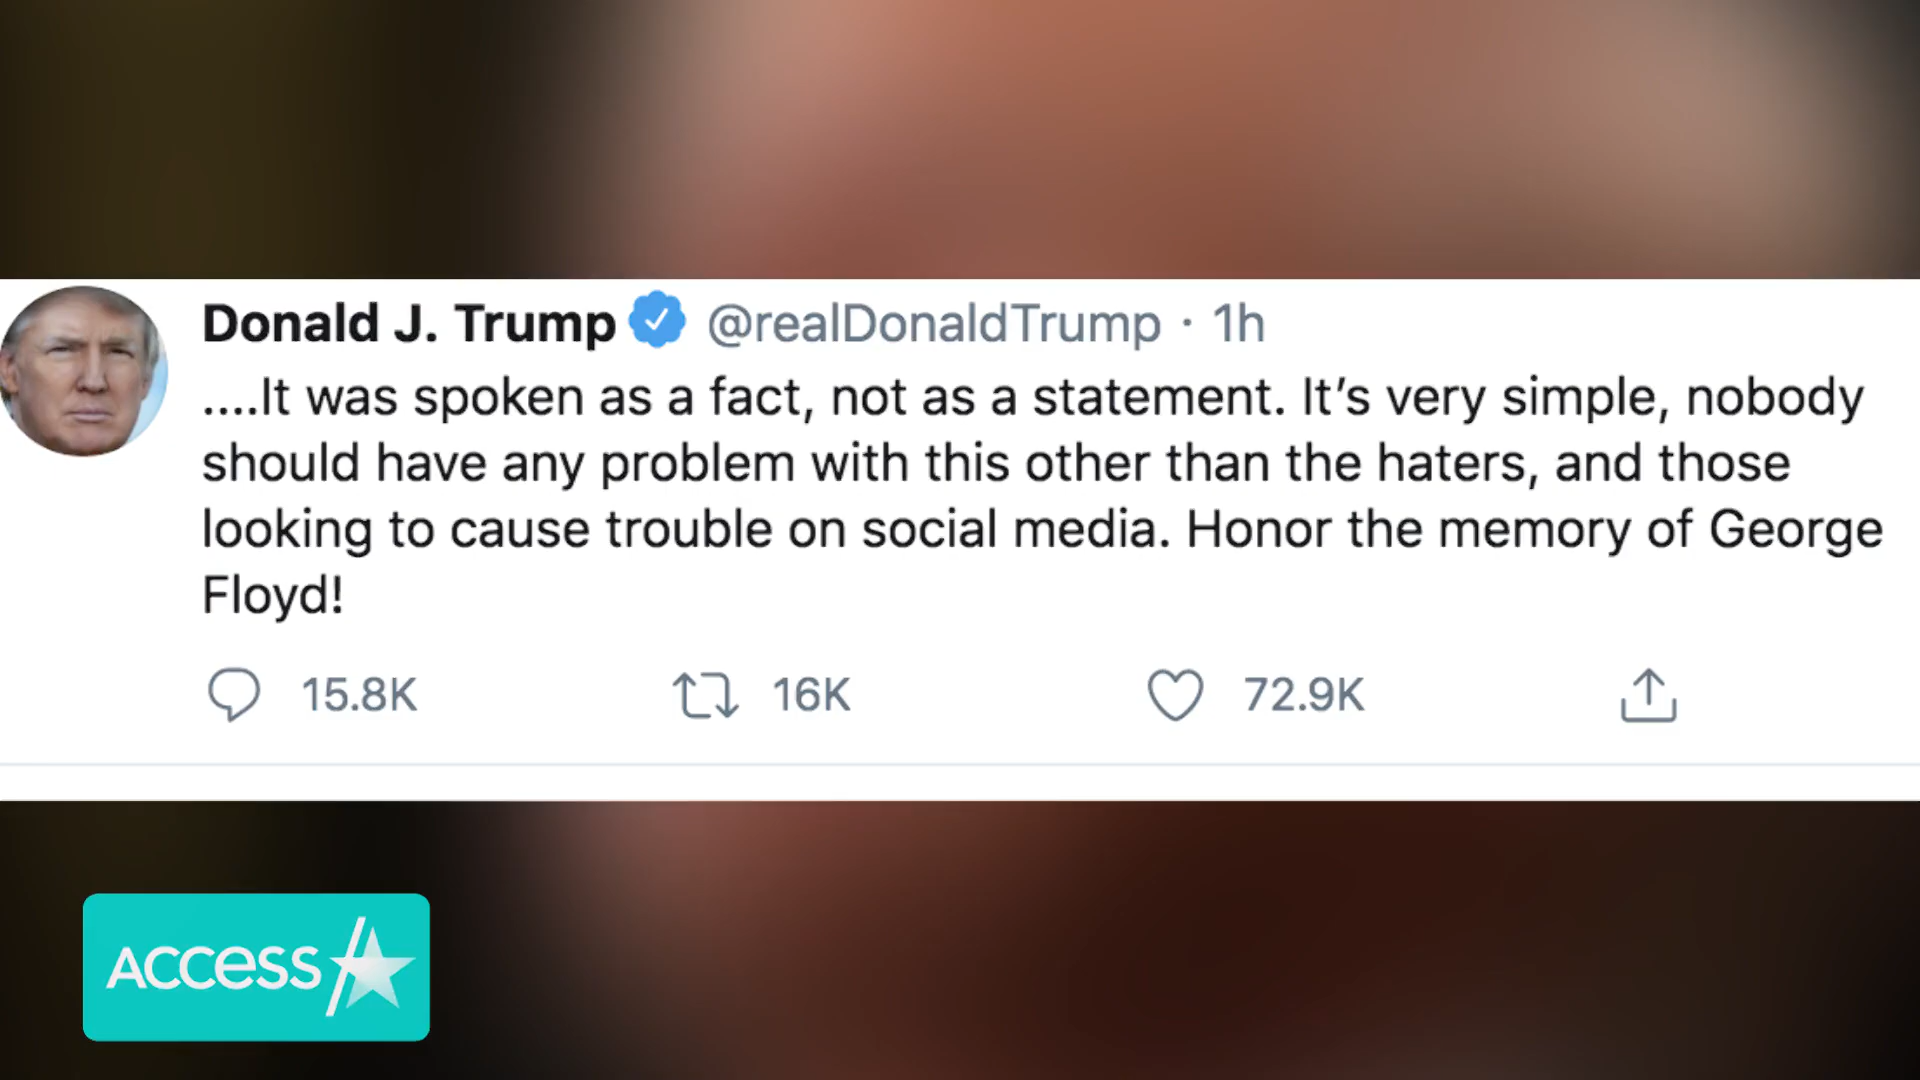 Donald J. Trump @realDonaldTrump · 1h
....It was spoken as a fact, not as a statement. It’s very simple, nobody
should have any problem with this other than the haters, and those
looking to cause trouble on social media. Honor the memory of George
Floyd!
15.8K 16K 72.9K
access